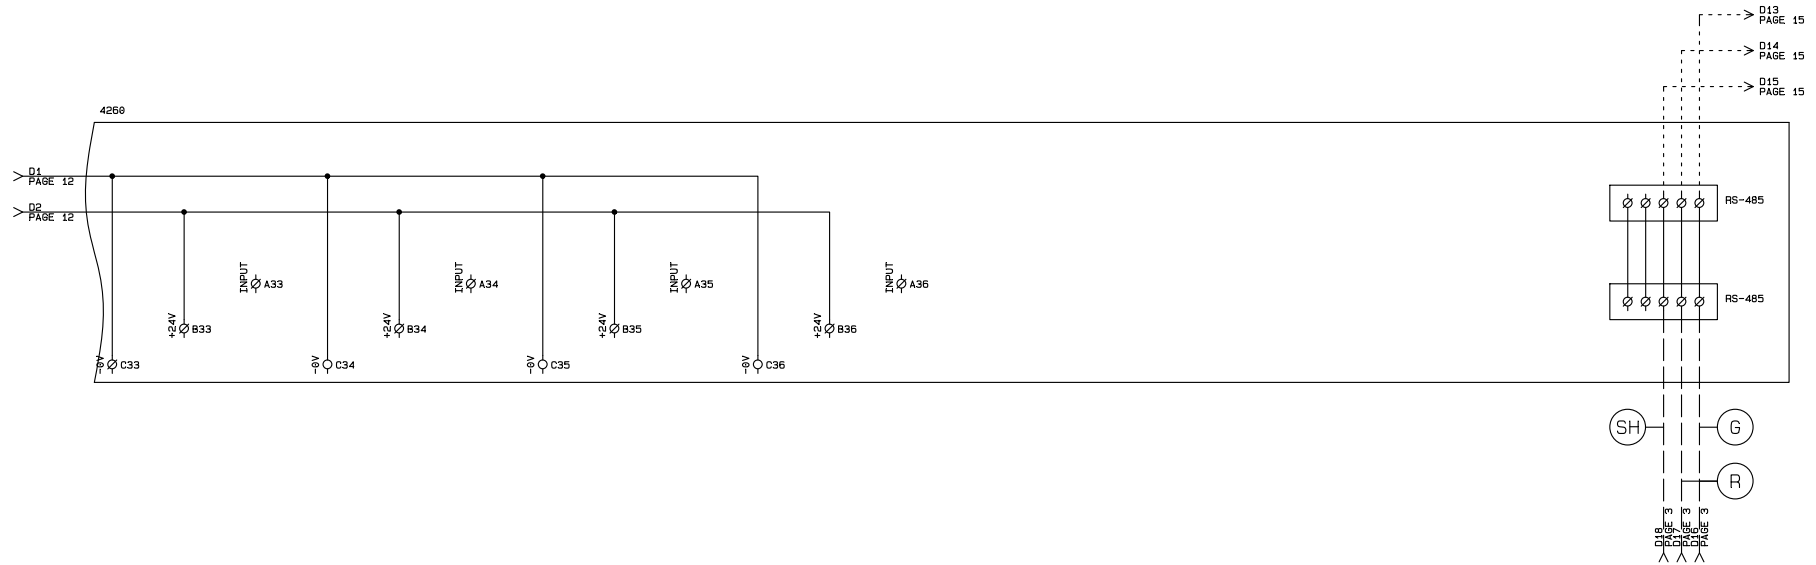 D13
PAGE 15
D14
PAGE 15
D15
PAGE 15
4260
D1
PAGE 12
D2
PAGE 12
RS-485
INPUT
A33
INPUT
A34
INPUT
A35
INPUT
A36
RS-485
+24V
B33
+24V
B34
+24V
B35
+24V
B36
-0V
C33
-0V
C34
-0V
C35
-0V
C36
SH
G
R
D18
PAGE 3
D17
PAGE 3
D16
PAGE 3